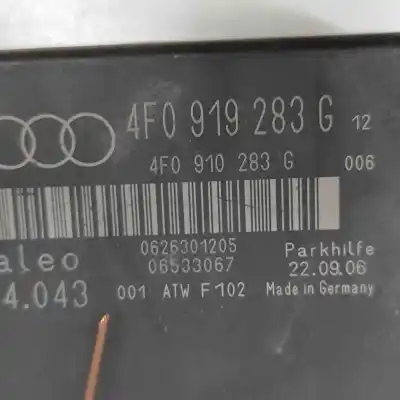 4F0 919 283 G 12
4F0 910 283 G 006
0626301205
aleo 06533067 Parkhilfe
22.09.06
4.043 001 ATW F102 Made in Germany